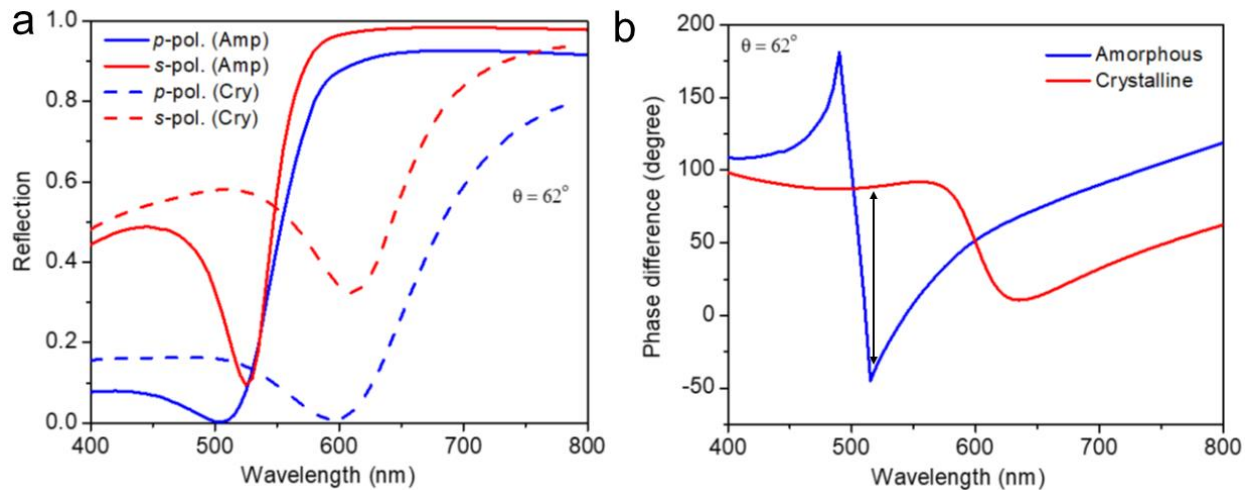 a
1.0
0.8
0.6
0.4
0.2
0.0
Reflection
p-pol. (Amp)
s-pol. (Amp)
p-pol. (Cry)
s-pol. (Cry)
θ = 62°
400 500 600 700 800
Wavelength (nm)
b
200
150
100
50
0
-50
Phase difference (degree)
θ = 62°
Amorphous
Crystalline
400 500 600 700 800
Wavelength (nm)